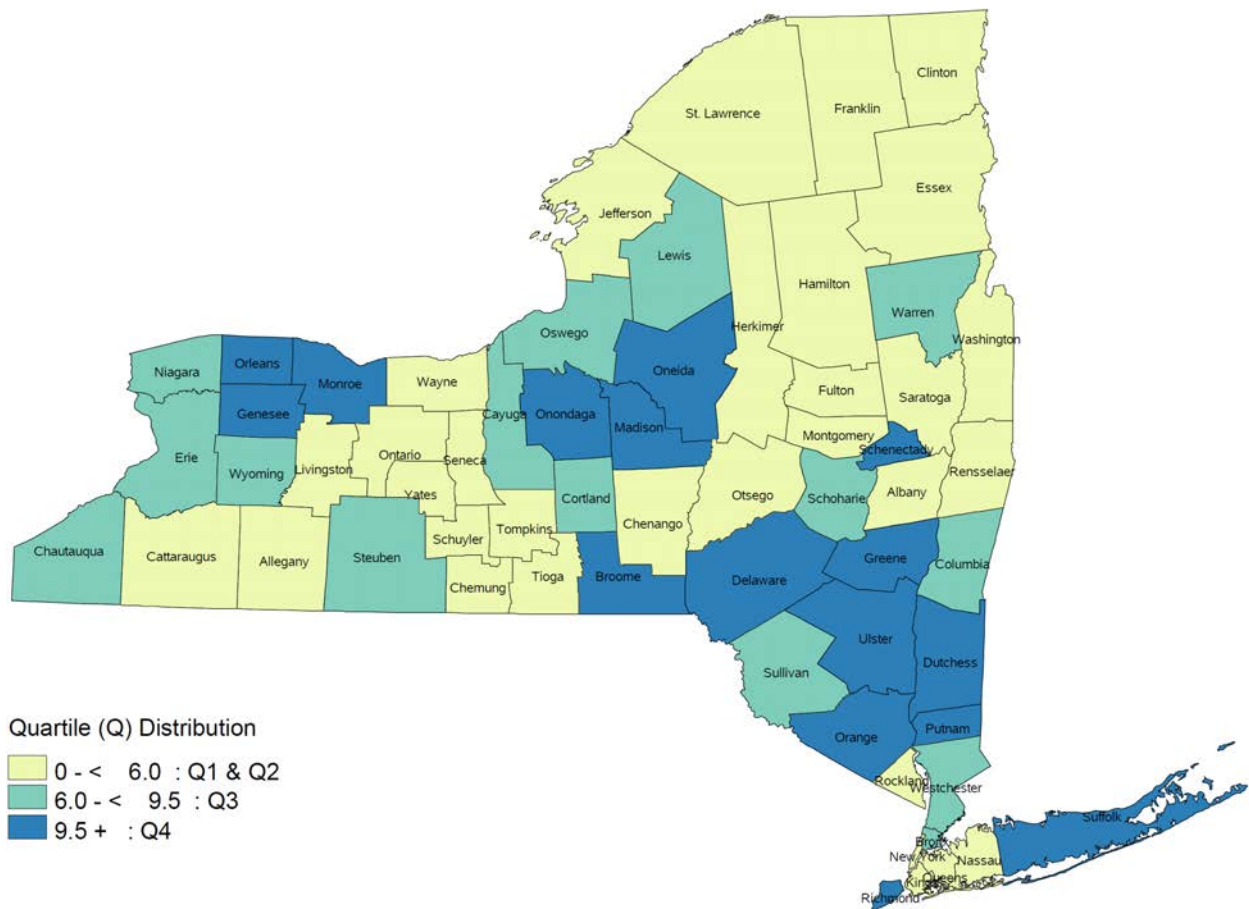 Clinton
Franklin
St. Lawrence
Essex
Jefferson
Lewis
Hamilton
Warren
Herkimer
Oswego
Washington
Niagara
Orleans
Monroe
Wayne
Oneida
Fulton
Saratoga
Genesee
Cayuga
Onondaga
Madison
Montgomery
Schenectady
Erie
Ontario
Seneca
Livingston
Wyoming
Rensselaer
Albany
Yates
Cortland
Otsego
Schoharie
Chenango
Tompkins
Schuyler
Chautauqua
Cattaraugus
Allegany
Steuben
Greene
Columbia
Chemung
Tioga
Broome
Delaware
Ulster
Dutchess
Sullivan
Putnam
Orange
Rockland
Westchester
Suffolk
Bronx
New York
Nassau
Queens
Kings
Richmond
Quartile (Q) Distribution
0 - < 6.0 : Q1 & Q2
6.0 - < 9.5 : Q3
9.5 + : Q4